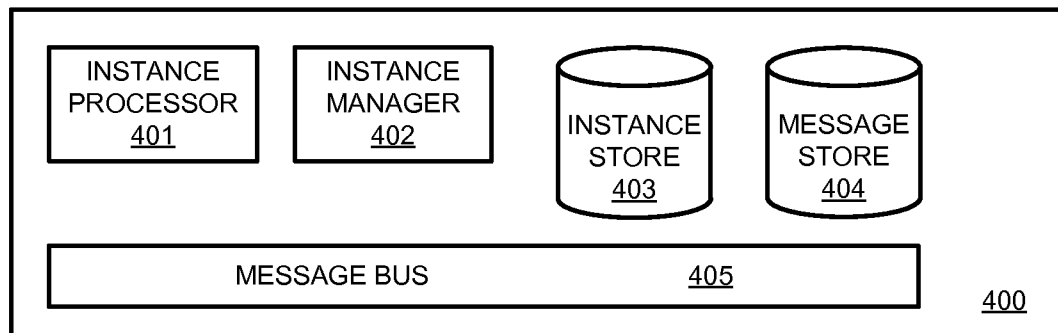 INSTANCE
PROCESSOR
401
INSTANCE
MANAGER
402
INSTANCE
STORE
403
MESSAGE
STORE
404
MESSAGE BUS 405
400